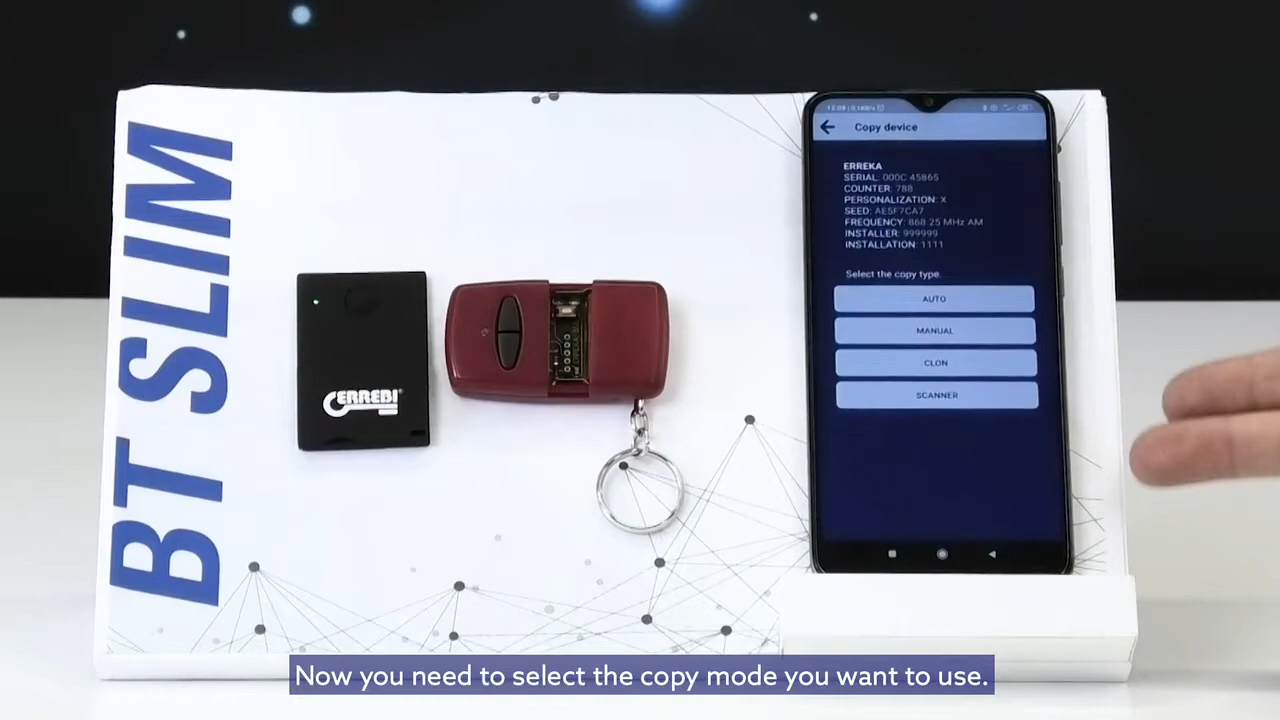 BT SLIM
ERREBI
Copy device
ERREKA
SERIAL: 000C 45865
COUNTER: 788
PERSONALIZATION: X
SEED: AE5F7CA7
FREQUENCY: 868 25 MHz AM
INSTALLER: 999999
INSTALLATION: 1111
Select the copy type.
AUTO
MANUAL
CLON
SCANNER
Now you need to select the copy mode you want to use.